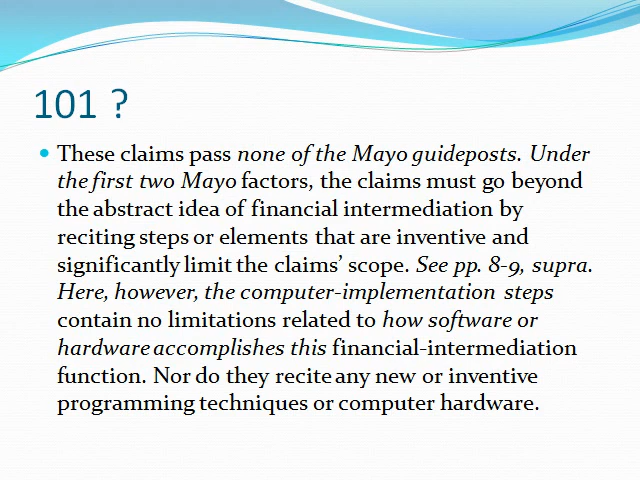 101 ?
• These claims pass none of the Mayo guideposts. Under
the first two Mayo factors, the claims must go beyond
the abstract idea of financial intermediation by
reciting steps or elements that are inventive and
significantly limit the claims’ scope. See pp. 8-9, supra.
Here, however, the computer-implementation steps
contain no limitations related to how software or
hardware accomplishes this financial-intermediation
function. Nor do they recite any new or inventive
programming techniques or computer hardware.